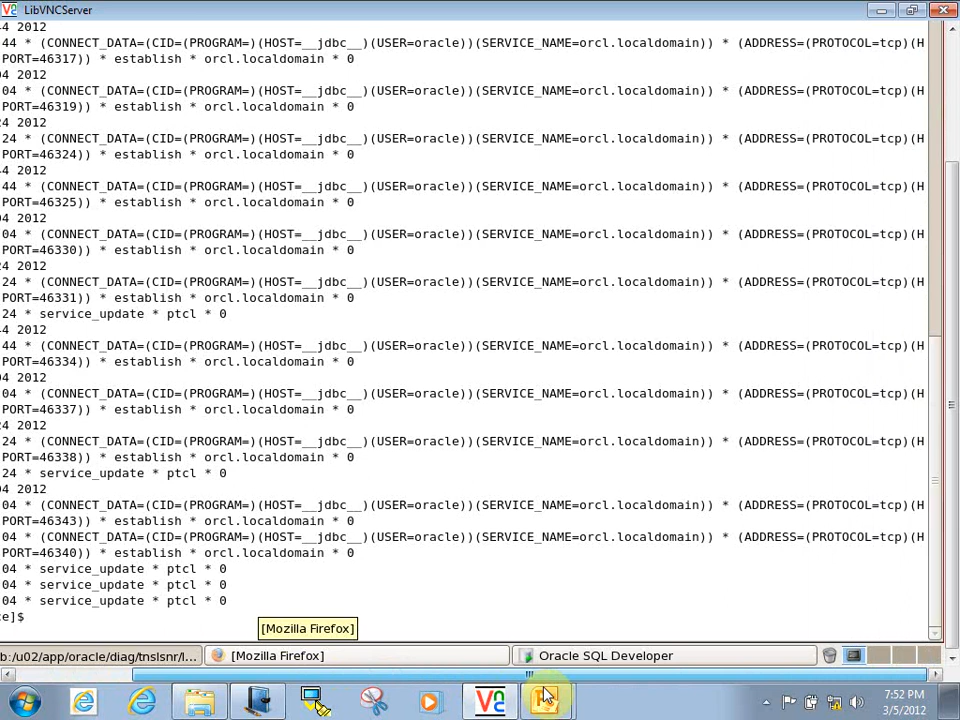 LibVNCServer
44 2012
44 * (CONNECT_DATA=(CID=(PROGRAM=)(HOST=__jdbc__)(USER=oracle))(SERVICE_NAME=orcl.localdomain)) * (ADDRESS=(PROTOCOL=tcp)(H
PORT=46317)) * establish * orcl.localdomain * 0
04 2012
04 * (CONNECT_DATA=(CID=(PROGRAM=)(HOST=__jdbc__)(USER=oracle))(SERVICE_NAME=orcl.localdomain)) * (ADDRESS=(PROTOCOL=tcp)(H
PORT=46319)) * establish * orcl.localdomain * 0
24 2012
24 * (CONNECT_DATA=(CID=(PROGRAM=)(HOST=__jdbc__)(USER=oracle))(SERVICE_NAME=orcl.localdomain)) * (ADDRESS=(PROTOCOL=tcp)(H
PORT=46324)) * establish * orcl.localdomain * 0
44 2012
44 * (CONNECT_DATA=(CID=(PROGRAM=)(HOST=__jdbc__)(USER=oracle))(SERVICE_NAME=orcl.localdomain)) * (ADDRESS=(PROTOCOL=tcp)(H
PORT=46325)) * establish * orcl.localdomain * 0
04 2012
04 * (CONNECT_DATA=(CID=(PROGRAM=)(HOST=__jdbc__)(USER=oracle))(SERVICE_NAME=orcl.localdomain)) * (ADDRESS=(PROTOCOL=tcp)(H
PORT=46330)) * establish * orcl.localdomain * 0
24 2012
24 * (CONNECT_DATA=(CID=(PROGRAM=)(HOST=__jdbc__)(USER=oracle))(SERVICE_NAME=orcl.localdomain)) * (ADDRESS=(PROTOCOL=tcp)(H
PORT=46331)) * establish * orcl.localdomain * 0
24 * service_update * ptcl * 0
44 2012
44 * (CONNECT_DATA=(CID=(PROGRAM=)(HOST=__jdbc__)(USER=oracle))(SERVICE_NAME=orcl.localdomain)) * (ADDRESS=(PROTOCOL=tcp)(H
PORT=46334)) * establish * orcl.localdomain * 0
04 2012
04 * (CONNECT_DATA=(CID=(PROGRAM=)(HOST=__jdbc__)(USER=oracle))(SERVICE_NAME=orcl.localdomain)) * (ADDRESS=(PROTOCOL=tcp)(H
PORT=46337)) * establish * orcl.localdomain * 0
24 2012
24 * (CONNECT_DATA=(CID=(PROGRAM=)(HOST=__jdbc__)(USER=oracle))(SERVICE_NAME=orcl.localdomain)) * (ADDRESS=(PROTOCOL=tcp)(H
PORT=46338)) * establish * orcl.localdomain * 0
24 * service_update * ptcl * 0
04 2012
04 * (CONNECT_DATA=(CID=(PROGRAM=)(HOST=__jdbc__)(USER=oracle))(SERVICE_NAME=orcl.localdomain)) * (ADDRESS=(PROTOCOL=tcp)(H
PORT=46343)) * establish * orcl.localdomain * 0
04 * (CONNECT_DATA=(CID=(PROGRAM=)(HOST=__jdbc__)(USER=oracle))(SERVICE_NAME=orcl.localdomain)) * (ADDRESS=(PROTOCOL=tcp)(H
PORT=46340)) * establish * orcl.localdomain * 0
04 * service_update * ptcl * 0
04 * service_update * ptcl * 0
04 * service_update * ptcl * 0
ce]$
[Mozilla Firefox]
b:/u02/app/oracle/diag/tnslsnr/l... [Mozilla Firefox] Oracle SQL Developer
7:52 PM
3/5/2012